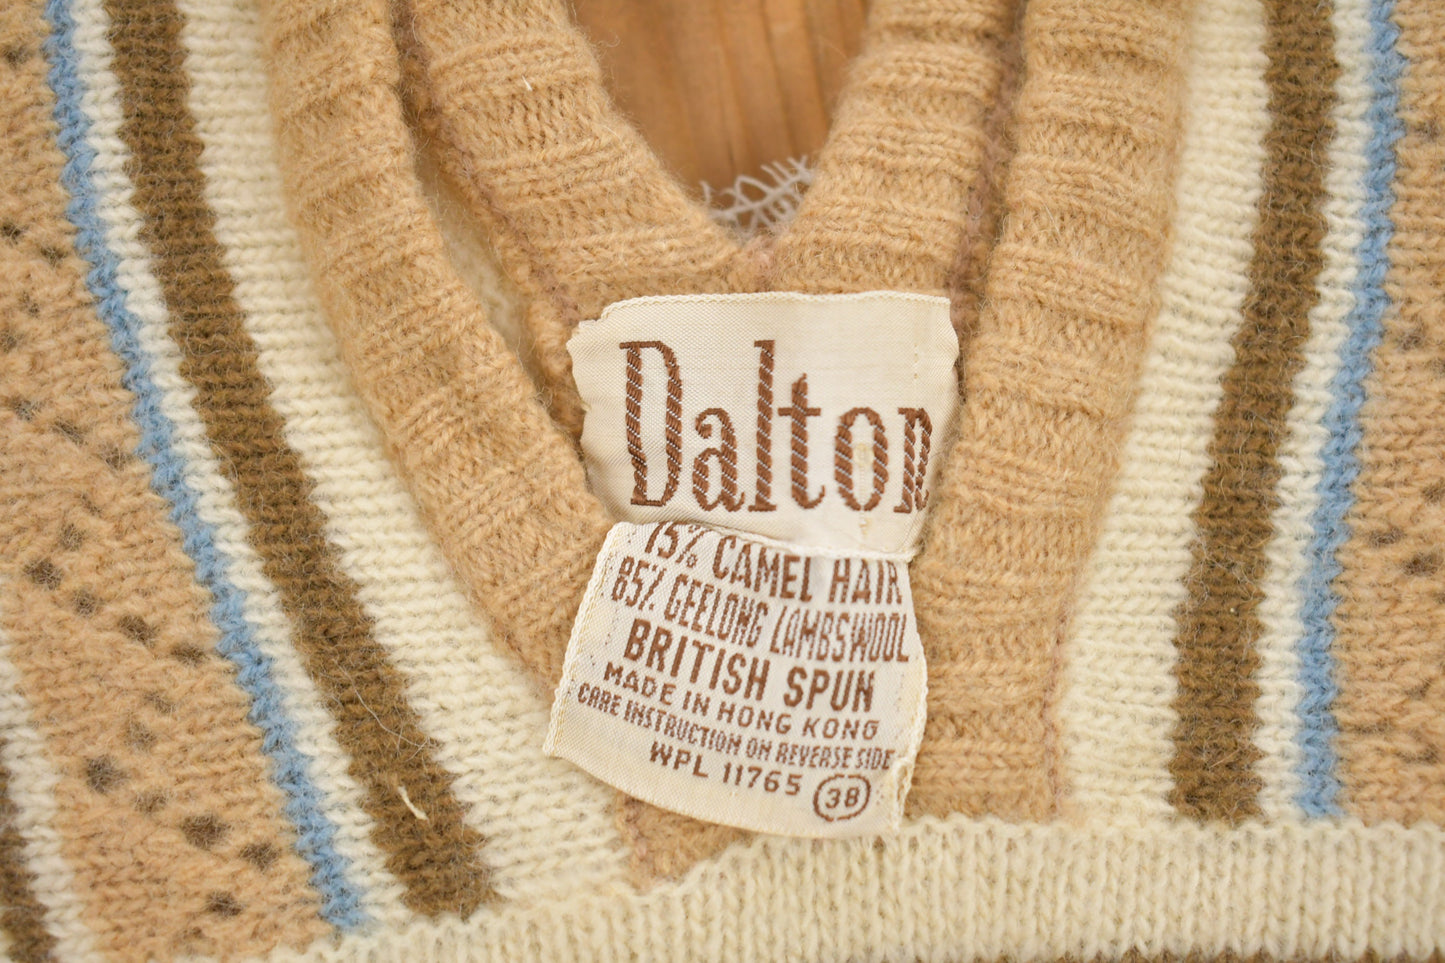 Dalton
15% CAMEL HAIR
85% GEELONG LAMBSWOOL
BRITISH SPUN
MADE IN HONG KONG
CARE INSTRUCTION ON REVERSE SIDE
WPL 11765 38